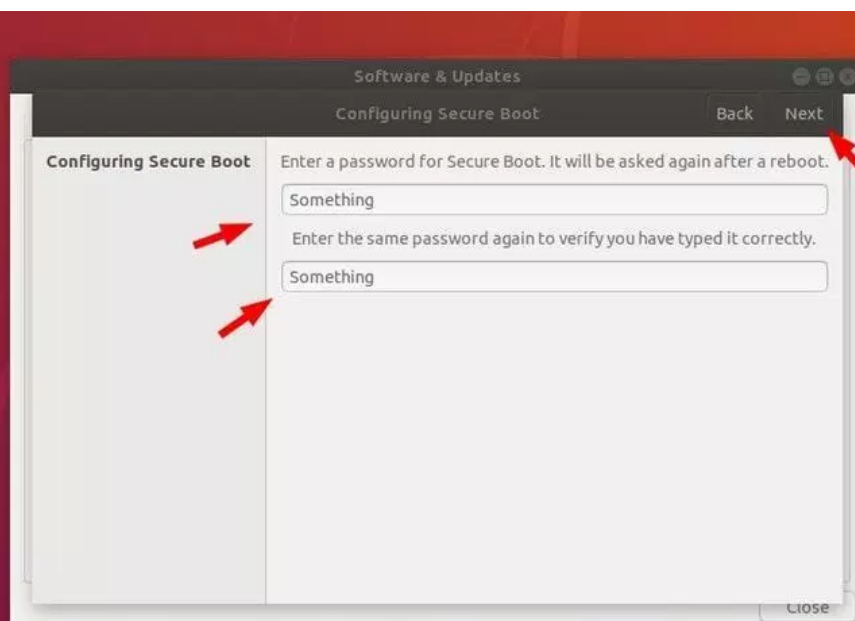 Software & Updates
Configuring Secure Boot
Back
Next
Configuring Secure Boot
Enter a password for Secure Boot. It will be asked again after a reboot.
Something
Enter the same password again to verify you have typed it correctly.
Something
Close